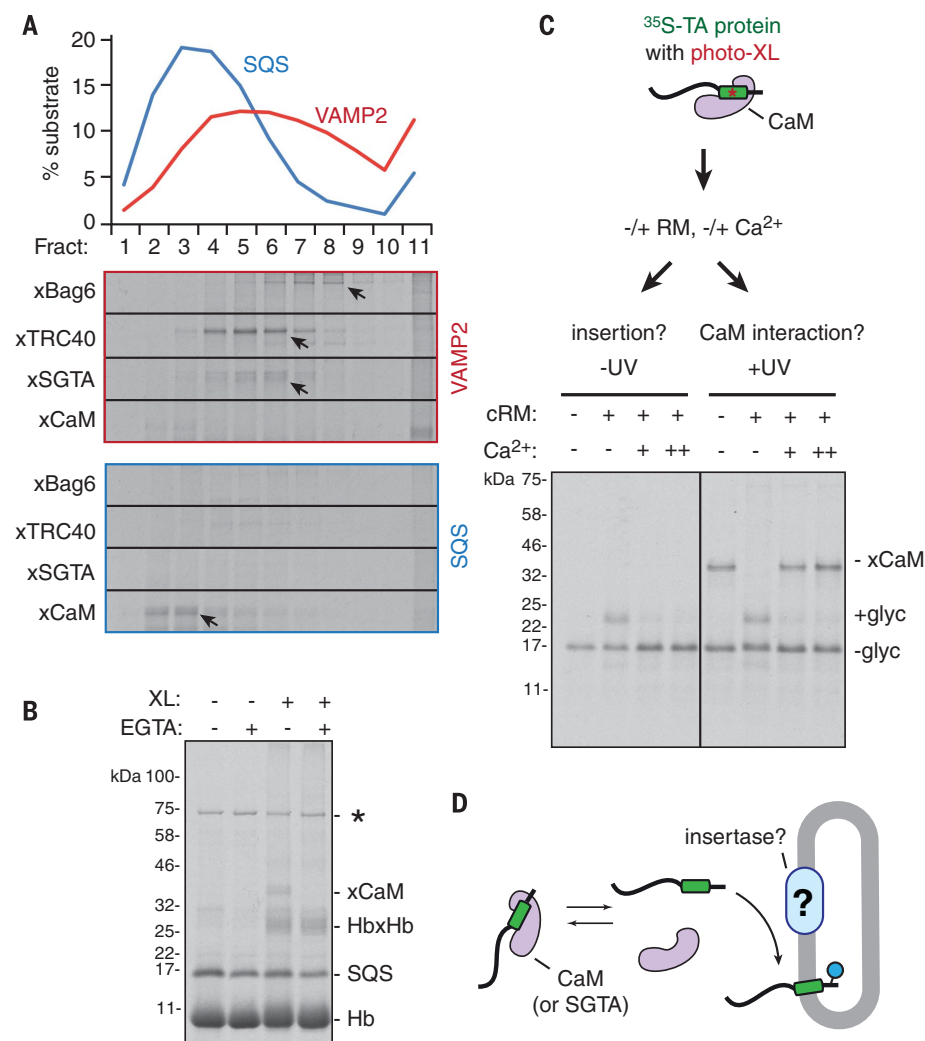 A
20
15
10
5
0
% substrate
SQS
VAMP2
Fract: 1 2 3 4 5 6 7 8 9 10 11
xBag6
xTRC40
xSGTA
xCaM
VAMP2
xBag6
xTRC40
xSGTA
xCaM
SQS
B
XL: - - + +
EGTA: - + - +
kDa 100-
75-
58-
46-
32-
25-
22-
17-
11-
- *
- xCaM
- HbxHb
- SQS
- Hb
C
³⁵S-TA protein
with photo-XL
*
CaM
-/+ RM, -/+ Ca²⁺
insertion?
-UV
CaM interaction?
+UV
cRM: - + + + - + + +
Ca²⁺: - - + ++ - - + ++
kDa 75-
58-
46-
32-
25-
22-
17-
11-
- xCaM
+glyc
-glyc
D
insertase?
?
CaM
(or SGTA)